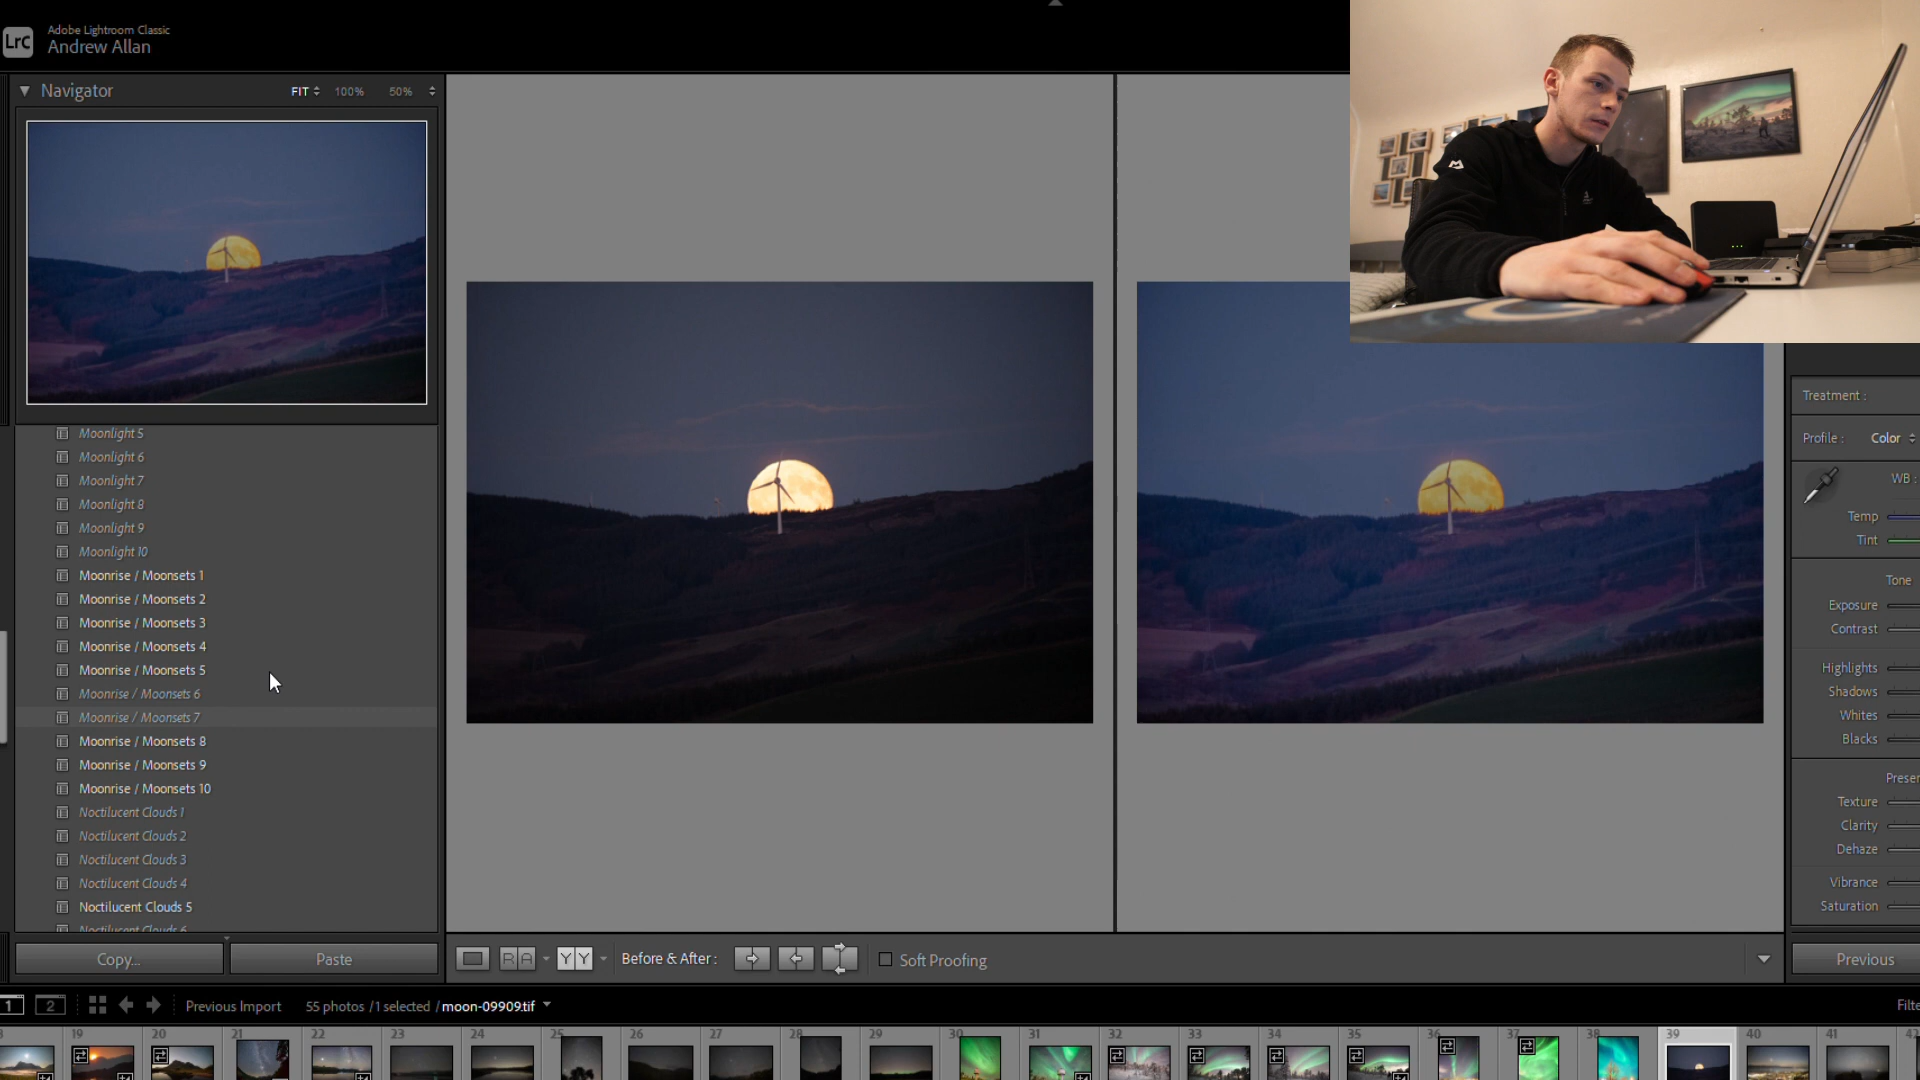 Lrc
Adobe Lightroom Classic
Andrew Allan
Navigator
FIT 100% 50%
Moonlight 5
Moonlight 6
Moonlight 7
Moonlight 8
Moonlight 9
Moonlight 10
Moonrise / Moonsets 1
Moonrise / Moonsets 2
Moonrise / Moonsets 3
Moonrise / Moonsets 4
Moonrise / Moonsets 5
Moonrise / Moonsets 6
Moonrise / Moonsets 7
Moonrise / Moonsets 8
Moonrise / Moonsets 9
Moonrise / Moonsets 10
Noctilucent Clouds 1
Noctilucent Clouds 2
Noctilucent Clouds 3
Noctilucent Clouds 4
Noctilucent Clouds 5
Noctilucent Clouds 6
Treatment :
Profile : Color
WB :
Temp
Tint
Tone
Exposure
Contrast
Highlights
Shadows
Whites
Blacks
Presen
Texture
Clarity
Dehaze
Vibrance
Saturation
Copy... Paste
R A Y Y Before & After : Soft Proofing
Previous
1 2 Previous Import 55 photos / 1 selected / moon-09909.tif
Filte
19 20 21 22 23 24 25 26 27 28 29 30 31 32 33 34 35 36 37 38 39 40 41 42